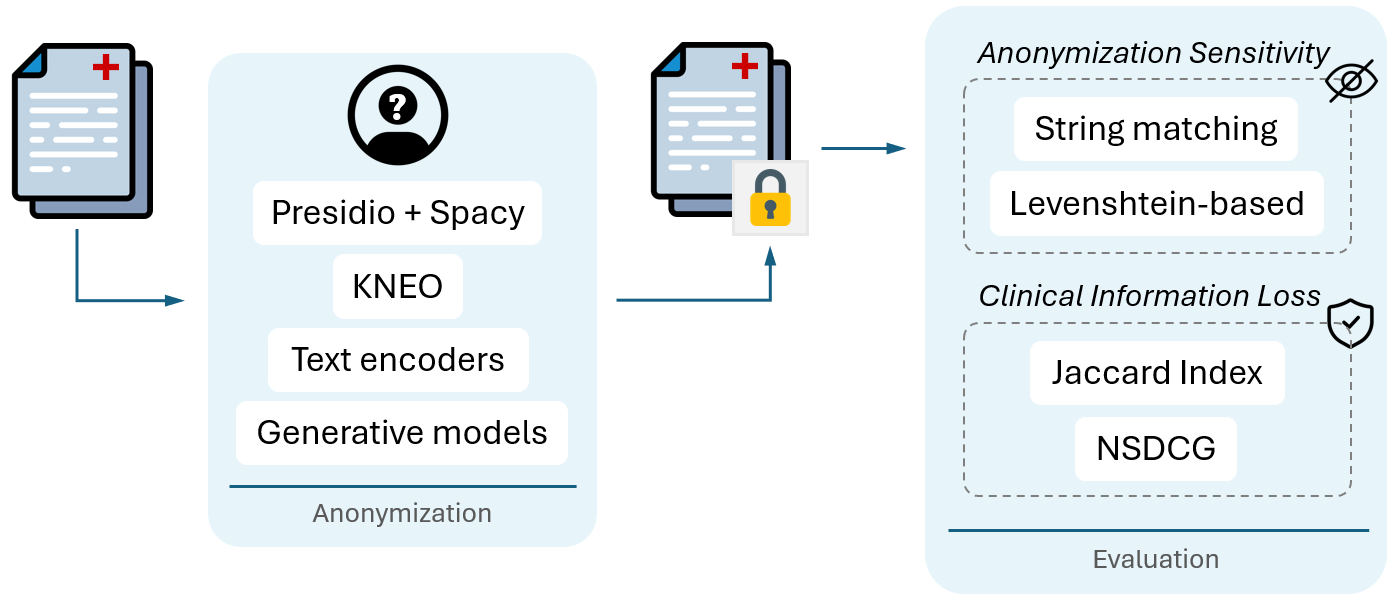 ?
Presidio + Spacy
KNEO
Text encoders
Generative models
Anonymization
Anonymization Sensitivity
String matching
Levenshtein-based
Clinical Information Loss
Jaccard Index
NSDCG
Evaluation